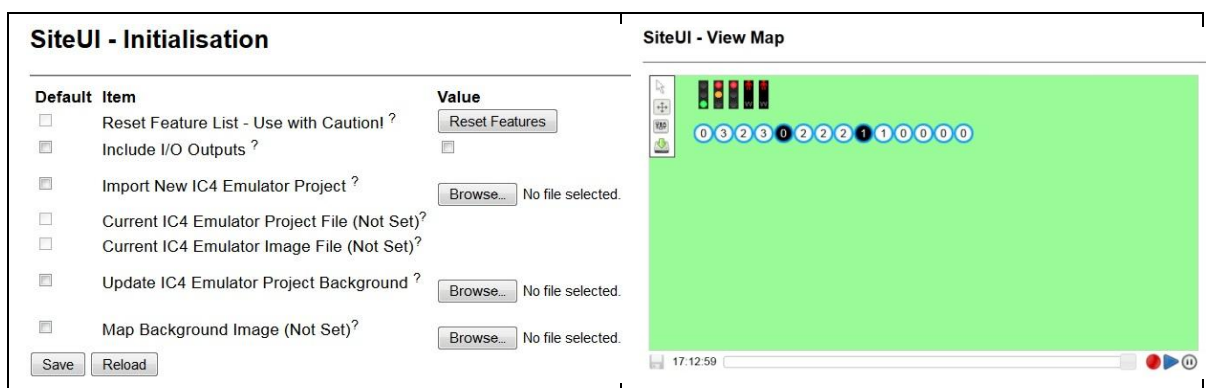 SiteUI - Initialisation
Default Item Value
Reset Feature List - Use with Caution! ? Reset Features
Include I/O Outputs ?
Import New IC4 Emulator Project ? Browse... No file selected.
Current IC4 Emulator Project File (Not Set)?
Current IC4 Emulator Image File (Not Set)?
Update IC4 Emulator Project Background ? Browse... No file selected.
Map Background Image (Not Set)? Browse... No file selected.
Save Reload
SiteUI - View Map
0 3 2 3 0 2 2 2 1 1 0 0 0 0
17:12:59